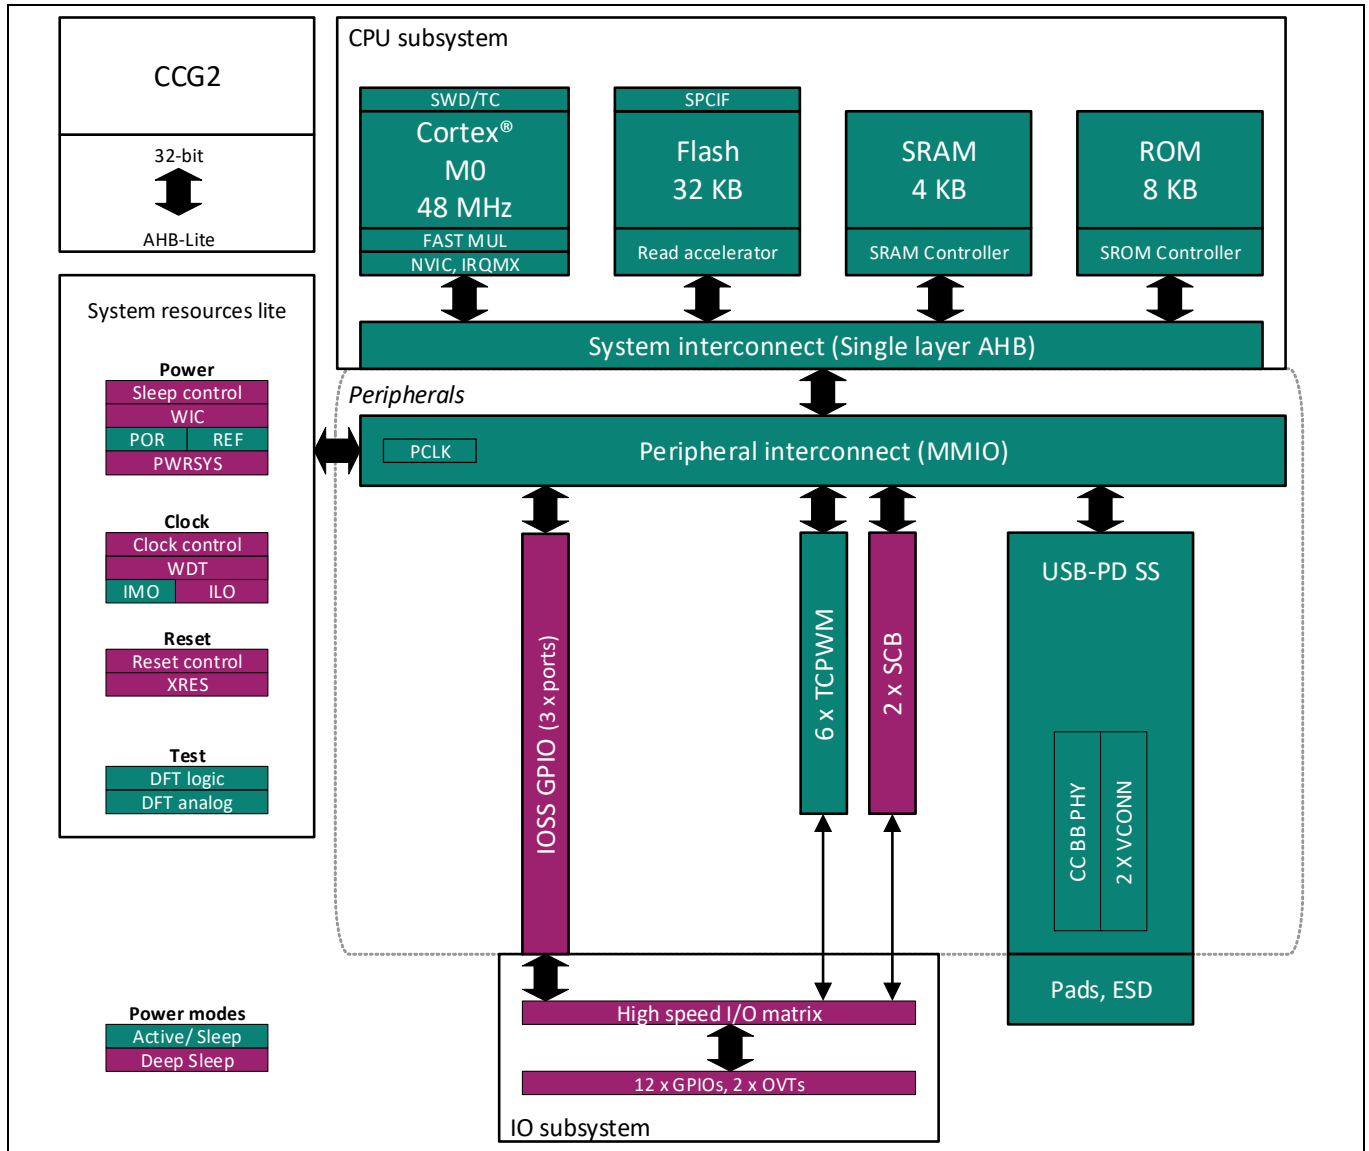 CCG2
32-bit
AHB-Lite
CPU subsystem
SWD/TC
Cortex®
M0
48 MHz
FAST MUL
NVIC, IRQMX
SPCIF
Flash
32 KB
Read accelerator
SRAM
4 KB
SRAM Controller
ROM
8 KB
SROM Controller
System interconnect (Single layer AHB)
System resources lite
Power
Sleep control
WIC
POR REF
PWRSYS
Clock
Clock control
WDT
IMO ILO
Reset
Reset control
XRES
Test
DFT logic
DFT analog
Peripherals
PCLK
Peripheral interconnect (MMIO)
IOSS GPIO (3 x ports)
6 x TCPWM
2 x SCB
USB-PD SS
CC BB PHY
2 X VCONN
Pads, ESD
High speed I/O matrix
12 x GPIOs, 2 x OVTs
IO subsystem
Power modes
Active/ Sleep
Deep Sleep